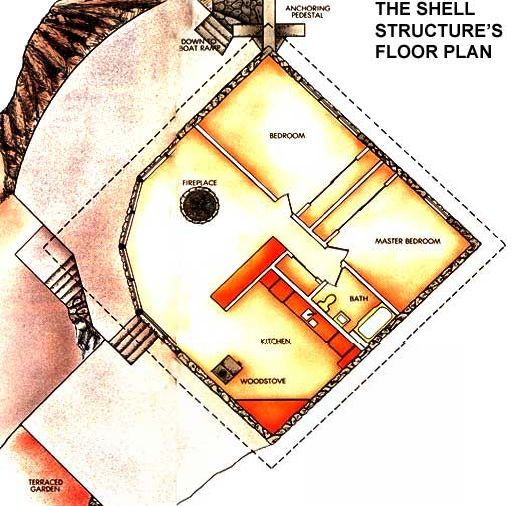 THE SHELL
STRUCTURE'S
FLOOR PLAN
ANCHORING
PEDESTAL
DOWN TO
BOAT RAMP
BEDROOM
FIREPLACE
MASTER BEDROOM
BATH
KITCHEN
WOODSTOVE
TERRACED
GARDEN